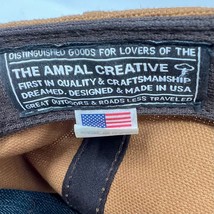 DISTINGUISHED GOODS FOR LOVERS OF THE
THE AMPAL CREATIVE
FIRST IN QUALITY & CRAFTSMANSHIP
DREAMED, DESIGNED & MADE IN USA
GREAT OUTDOORS & ROADS LESS TRAVELED